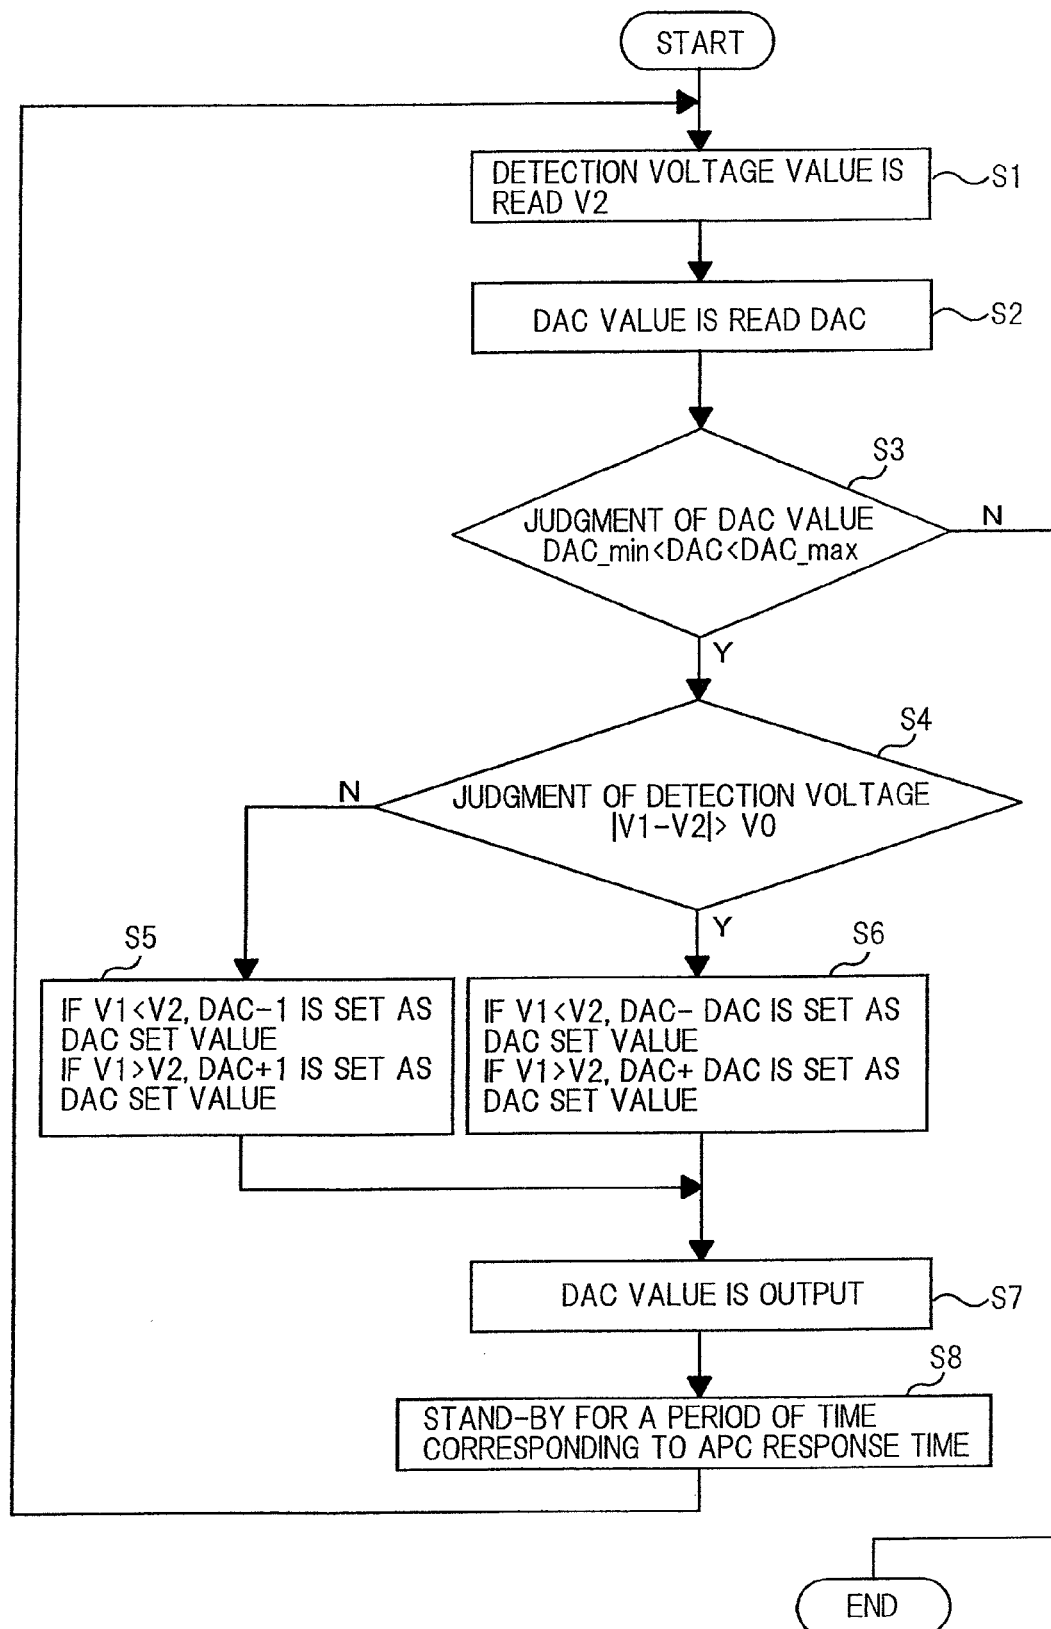 START
DETECTION VOLTAGE VALUE IS
READ V2
S1
DAC VALUE IS READ DAC
S2
S3
JUDGMENT OF DAC VALUE
DAC_min<DAC<DAC_max
N
Y
S4
JUDGMENT OF DETECTION VOLTAGE
|V1-V2|> V0
N
Y
S5
IF V1<V2, DAC-1 IS SET AS
DAC SET VALUE
IF V1>V2, DAC+1 IS SET AS
DAC SET VALUE
S6
IF V1<V2, DAC- DAC IS SET AS
DAC SET VALUE
IF V1>V2, DAC+ DAC IS SET AS
DAC SET VALUE
DAC VALUE IS OUTPUT
S7
S8
STAND-BY FOR A PERIOD OF TIME
CORRESPONDING TO APC RESPONSE TIME
END